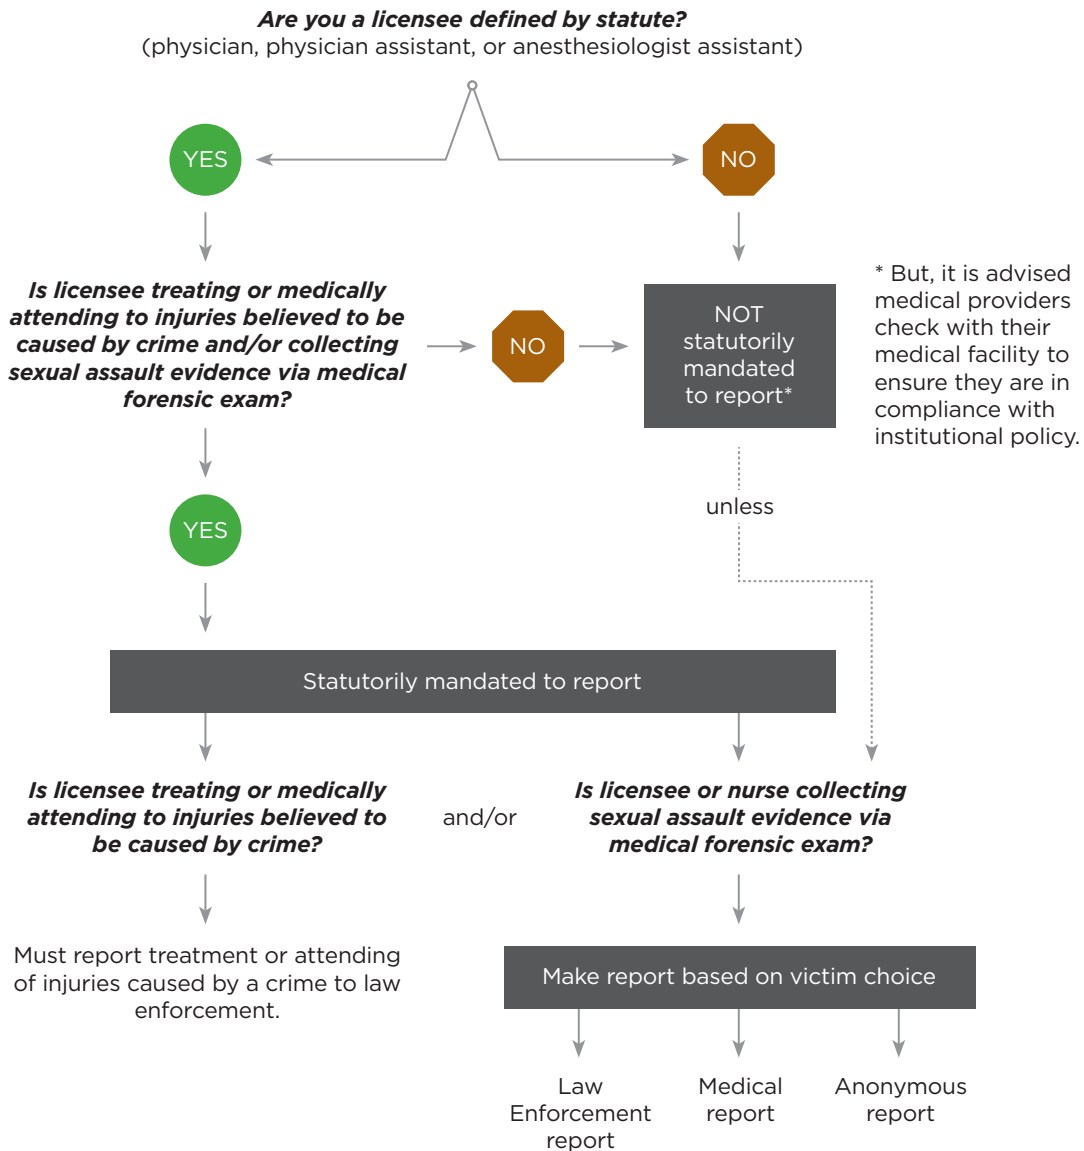 Are you a licensee defined by statute?
(physician, physician assistant, or anesthesiologist assistant)
YES
NO
Is licensee treating or medically
attending to injuries believed to be
caused by crime and/or collecting
sexual assault evidence via medical
forensic exam?
NO
NOT
statutorily
mandated
to report*
* But, it is advised
medical providers
check with their
medical facility to
ensure they are in
compliance with
institutional policy.
unless
YES
Statutorily mandated to report
Is licensee treating or medically
attending to injuries believed to
be caused by crime?
and/or
Is licensee or nurse collecting
sexual assault evidence via
medical forensic exam?
Must report treatment or attending
of injuries caused by a crime to law
enforcement.
Make report based on victim choice
Law
Enforcement
report
Medical
report
Anonymous
report